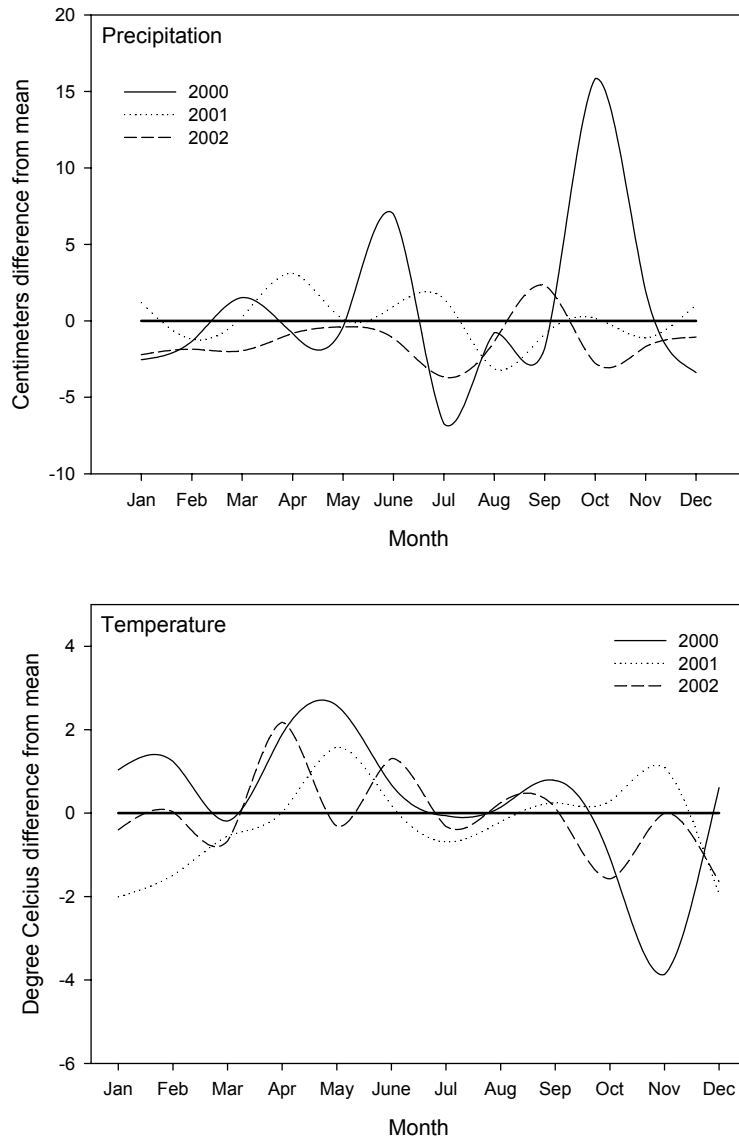 20
Precipitation
15
2000
2001
2002
10
5
0
-5
-10
Centimeters difference from mean
Jan Feb Mar Apr May June Jul Aug Sep Oct Nov Dec
Month
Temperature
4
2000
2001
2002
2
0
-2
-4
-6
Degree Celcius difference from mean
Jan Feb Mar Apr May June Jul Aug Sep Oct Nov Dec
Month